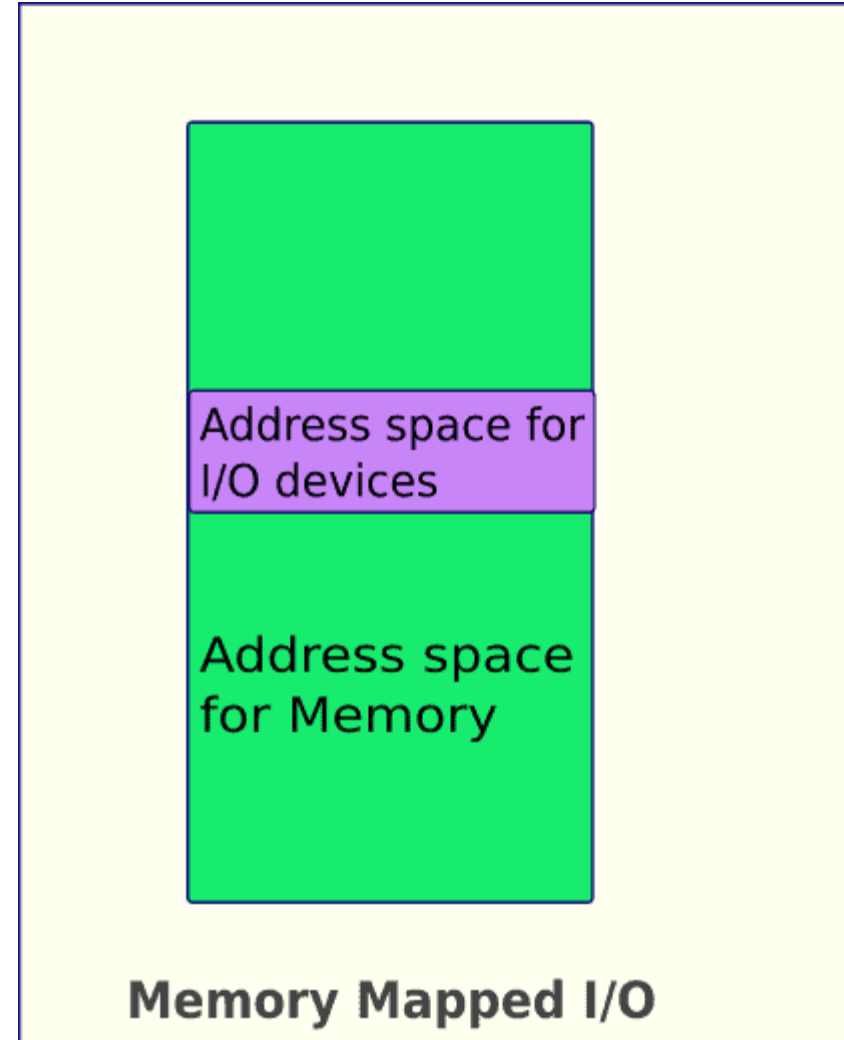 Address space for
I/O devices
Address space
for Memory
Memory Mapped I/O